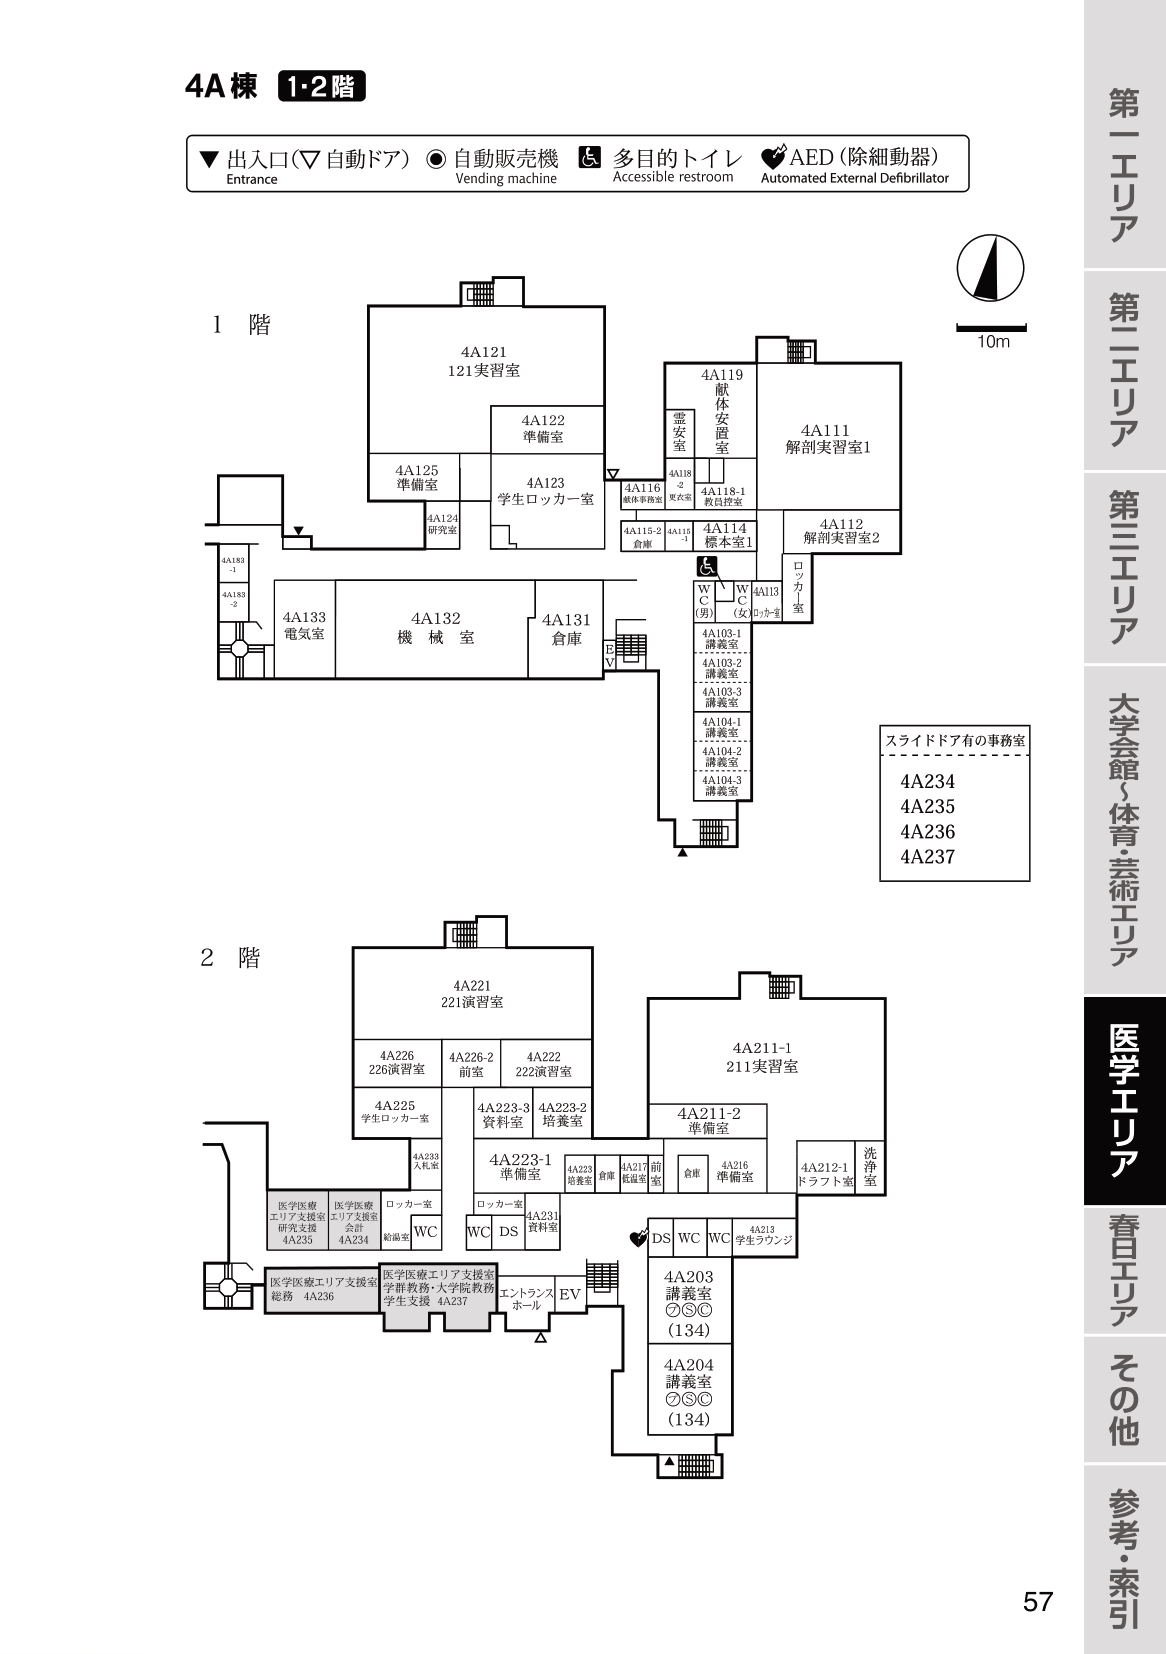 4A棟 1・2階
▼ 出入口(▽ 自動ドア)
Entrance
◉ 自動販売機
Vending machine
多目的トイレ
Accessible restroom
AED (除細動器)
Automated External Defibrillator
10m
1 階
4A121
121実習室
4A122
準備室
4A125
準備室
4A123
学生ロッカー室
4A124
研究室
4A119
献体安置室
霊安室
4A111
解剖実習室1
4A116
献体事務室
4A118
-2
更衣室
4A118-1
教員控室
4A115-2
倉庫
4A115
-1
4A114
標本室1
4A112
解剖実習室2
ロッカー室
4A183
-1
4A183
-2
4A133
電気室
4A132
機 械 室
4A131
倉庫
EV
WC
(男)
WC
(女)
4A113
ロッカー室
4A103-1
講義室
4A103-2
講義室
4A103-3
講義室
4A104-1
講義室
4A104-2
講義室
4A104-3
講義室
スライドドア有の事務室
4A234
4A235
4A236
4A237
2 階
4A221
221演習室
4A226
226演習室
4A226-2
前室
4A222
222演習室
4A225
学生ロッカー室
4A223-3
資料室
4A223-2
培養室
4A233
入札室
4A223-1
準備室
4A223
培養室
倉庫
4A217
低温室
前室
倉庫
4A216
準備室
4A211-1
211実習室
4A211-2
準備室
4A212-1
ドラフト室
洗浄室
医学医療
エリア支援室
研究支援
4A235
医学医療
エリア支援室
会計
4A234
ロッカー室
給湯室
WC
ロッカー室
WC
DS
4A231
資料室
DS
WC
WC
4A213
学生ラウンジ
医学医療エリア支援室
総務 4A236
医学医療エリア支援室
学群教務・大学院教務
学生支援 4A237
エントランス
ホール
EV
4A203
講義室
㋐ⓈⒸ
(134)
4A204
講義室
㋐ⓈⒸ
(134)
第一エリア
第二エリア
第三エリア
大学会館～体育・芸術エリア
医学エリア
春日エリア
その他
参考・索引
57